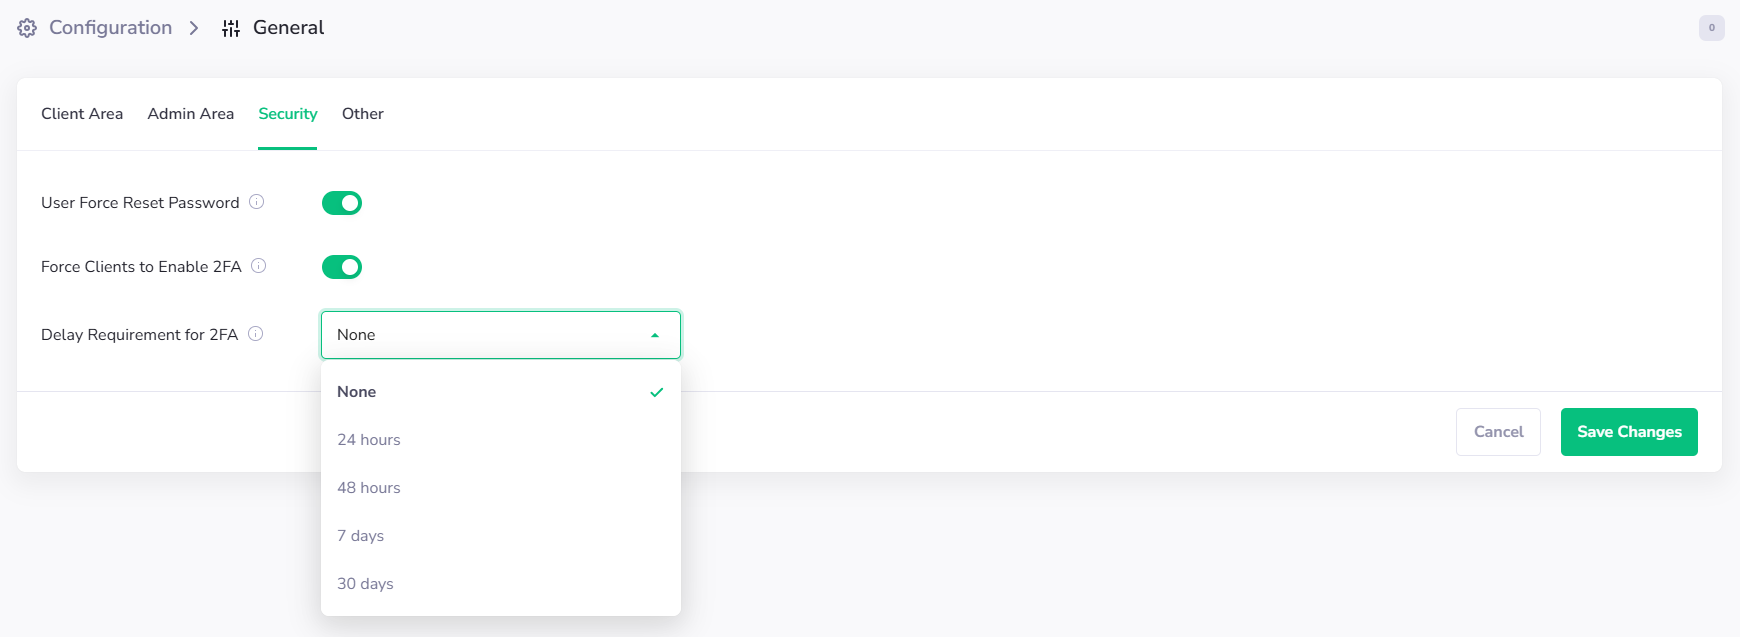 Configuration > General
0
Client Area Admin Area Security Other
User Force Reset Password
Force Clients to Enable 2FA
Delay Requirement for 2FA None
None
24 hours
48 hours
7 days
30 days
Cancel Save Changes